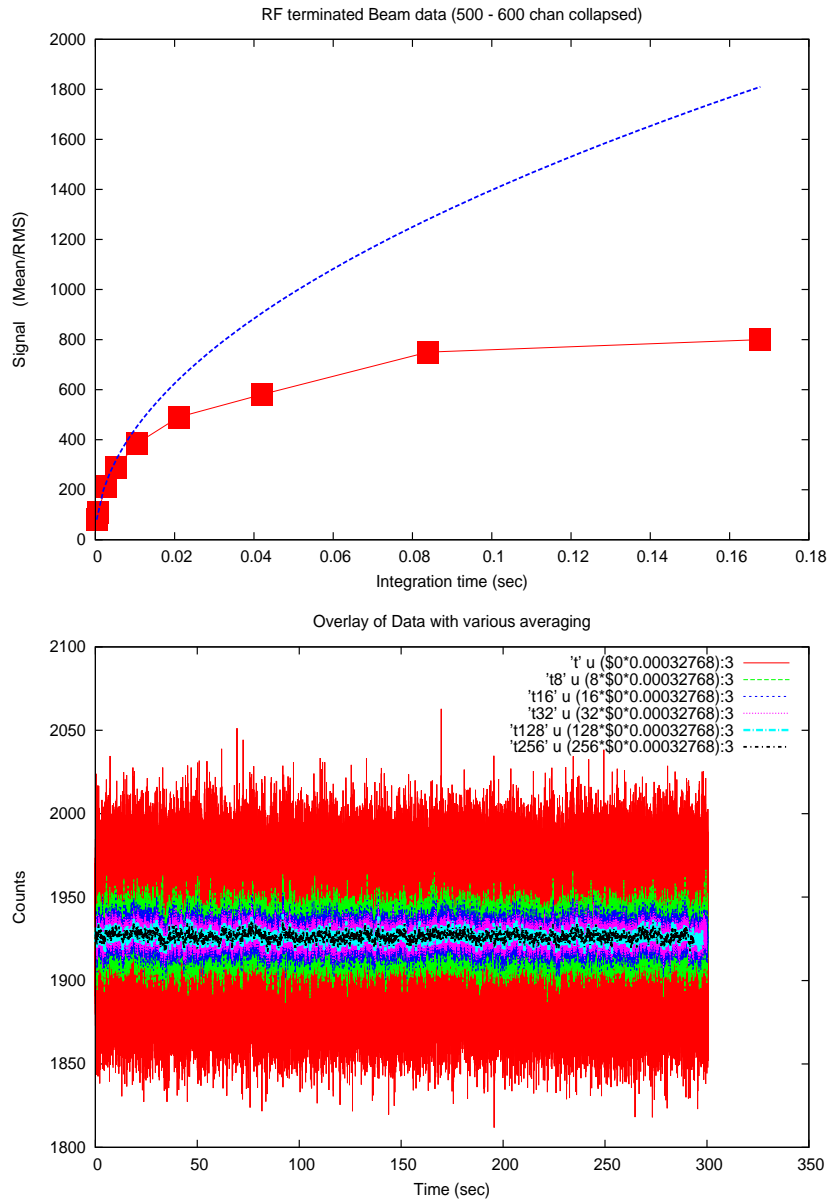 RF terminated Beam data (500 - 600 chan collapsed)
2000
1800
1600
1400
1200
1000
800
600
400
200
0
Signal (Mean/RMS)
0 0.02 0.04 0.06 0.08 0.1 0.12 0.14 0.16 0.18
Integration time (sec)
Overlay of Data with various averaging
2100
2050
2000
1950
1900
1850
1800
Counts
't' u ($0*0.00032768):3
't8' u (8*$0*0.00032768):3
't16' u (16*$0*0.00032768):3
't32' u (32*$0*0.00032768):3
't128' u (128*$0*0.00032768):3
't256' u (256*$0*0.00032768):3
0 50 100 150 200 250 300 350
Time (sec)